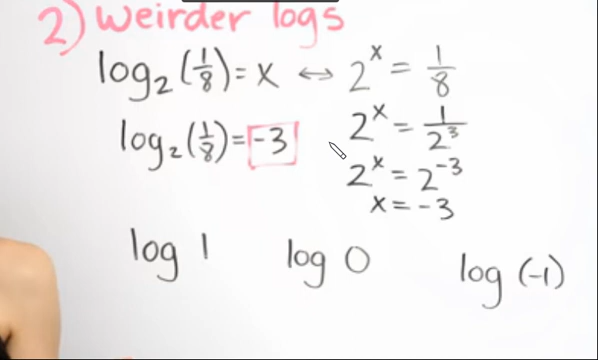 2) Weirder logs
log₂(1/8) = x ↔ 2ˣ = 1/8
log₂(1/8) = -3
2ˣ = 1/2³
2ˣ = 2⁻³
x = -3
log 1 log 0 log (-1)